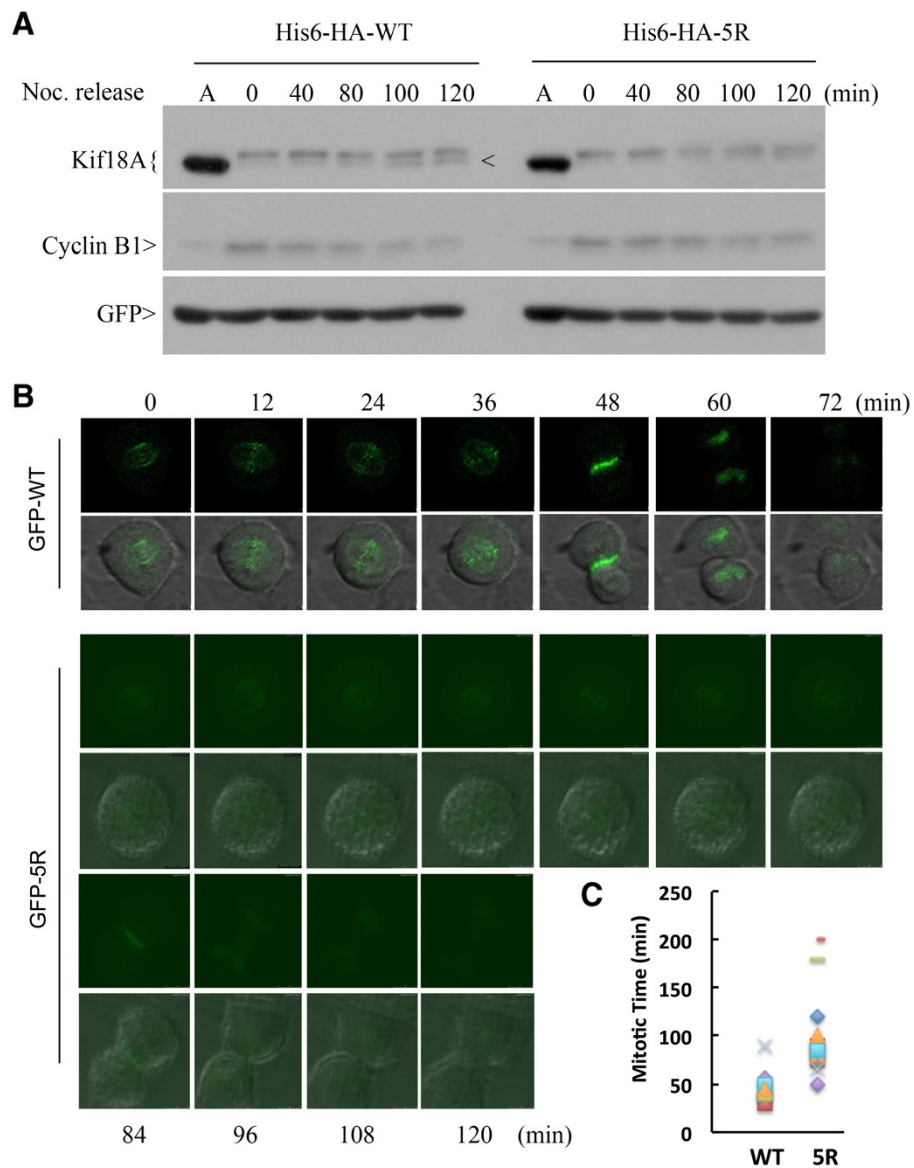 A
His6-HA-WT His6-HA-5R
Noc. release A 0 40 80 100 120 A 0 40 80 100 120 (min)
Kif18A{ <
Cyclin B1>
GFP>
B
0 12 24 36 48 60 72 (min)
GFP-WT
GFP-5R
84 96 108 120 (min)
C
Mitotic Time (min)
250
200
150
100
50
0
WT 5R